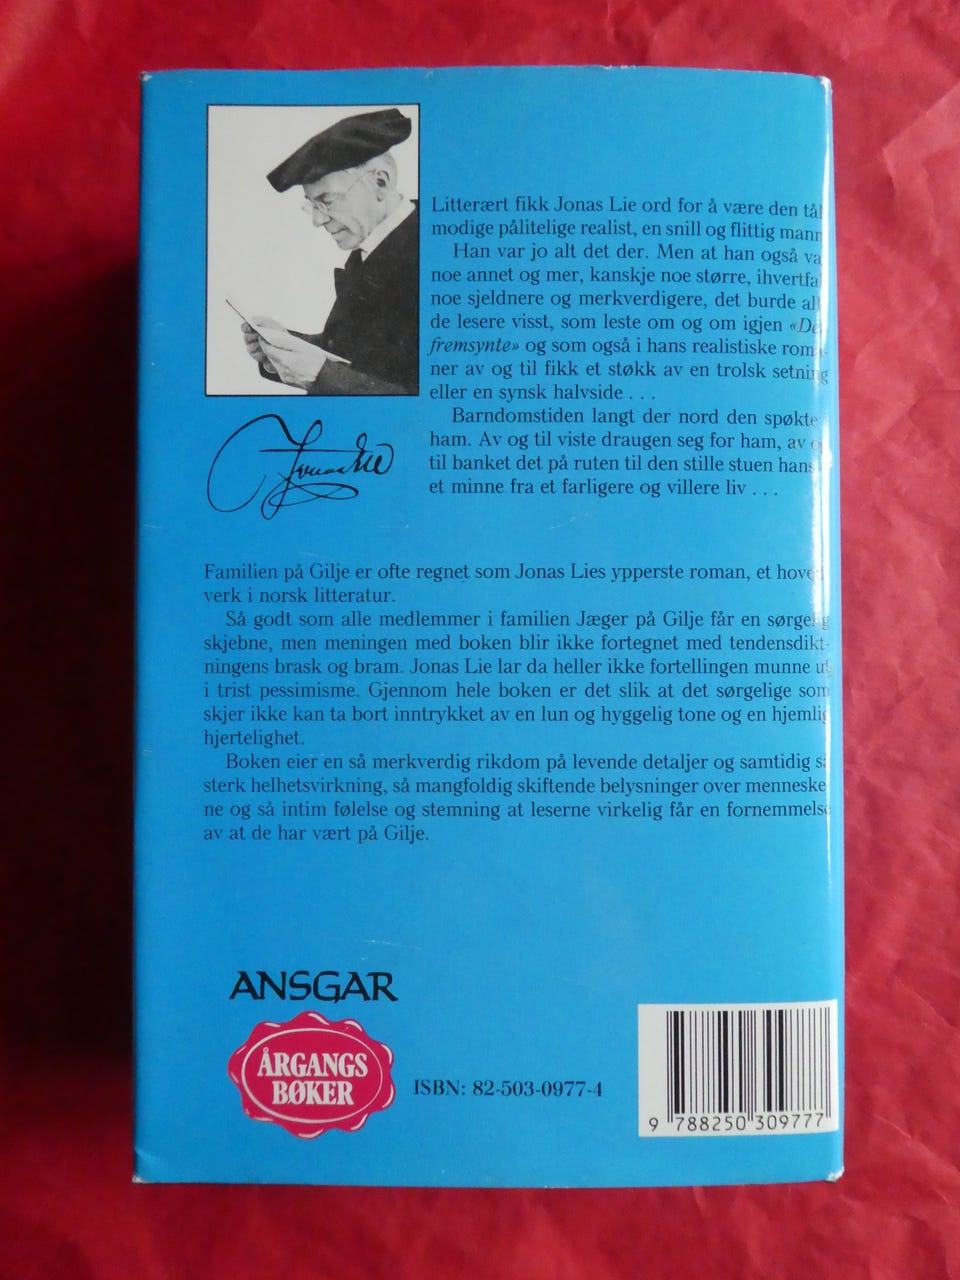 Litterært fikk Jonas Lie ord for å være den tål
modige pålitelige realist, en snill og flittig mann
Han var jo alt det der. Men at han også va
noe annet og mer, kanskje noe større, ihvertfal
noe sjeldnere og merkverdigere, det burde all
de lesere visst, som leste om og om igjen «De
fremsynte» og som også i hans realistiske roma-
ner av og til fikk et støkk av en trolsk setning
eller en synsk halvside . . .
Barndomstiden langt der nord den spøkte i
ham. Av og til viste draugen seg for ham, av o
til banket det på ruten til den stille stuen hans
et minne fra et farligere og villere liv . . .
Jonas Lie
Familien på Gilje er ofte regnet som Jonas Lies ypperste roman, et hoved
verk i norsk litteratur.
Så godt som alle medlemmer i familien Jæger på Gilje får en sørgelig
skjebne, men meningen med boken blir ikke fortegnet med tendensdikt-
ningens brask og bram. Jonas Lie lar da heller ikke fortellingen munne ut
i trist pessimisme. Gjennom hele boken er det slik at det sørgelige som
skjer ikke kan ta bort inntrykket av en lun og hyggelig tone og en hjemlig
hjertelighet.
Boken eier en så merkverdig rikdom på levende detaljer og samtidig så
sterk helhetsvirkning, så mangfoldig skiftende belysninger over menneske
ne og så intim følelse og stemning at leserne virkelig får en fornemmelse
av at de har vært på Gilje.
ANSGAR
ÅRGANGS
BØKER
ISBN: 82-503-0977-4
9 788250 309777